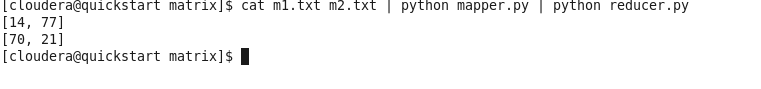 [cloudera@quickstart matrix]$ cat m1.txt m2.txt | python mapper.py | python reducer.py
[14, 77]
[70, 21]
[cloudera@quickstart matrix]$